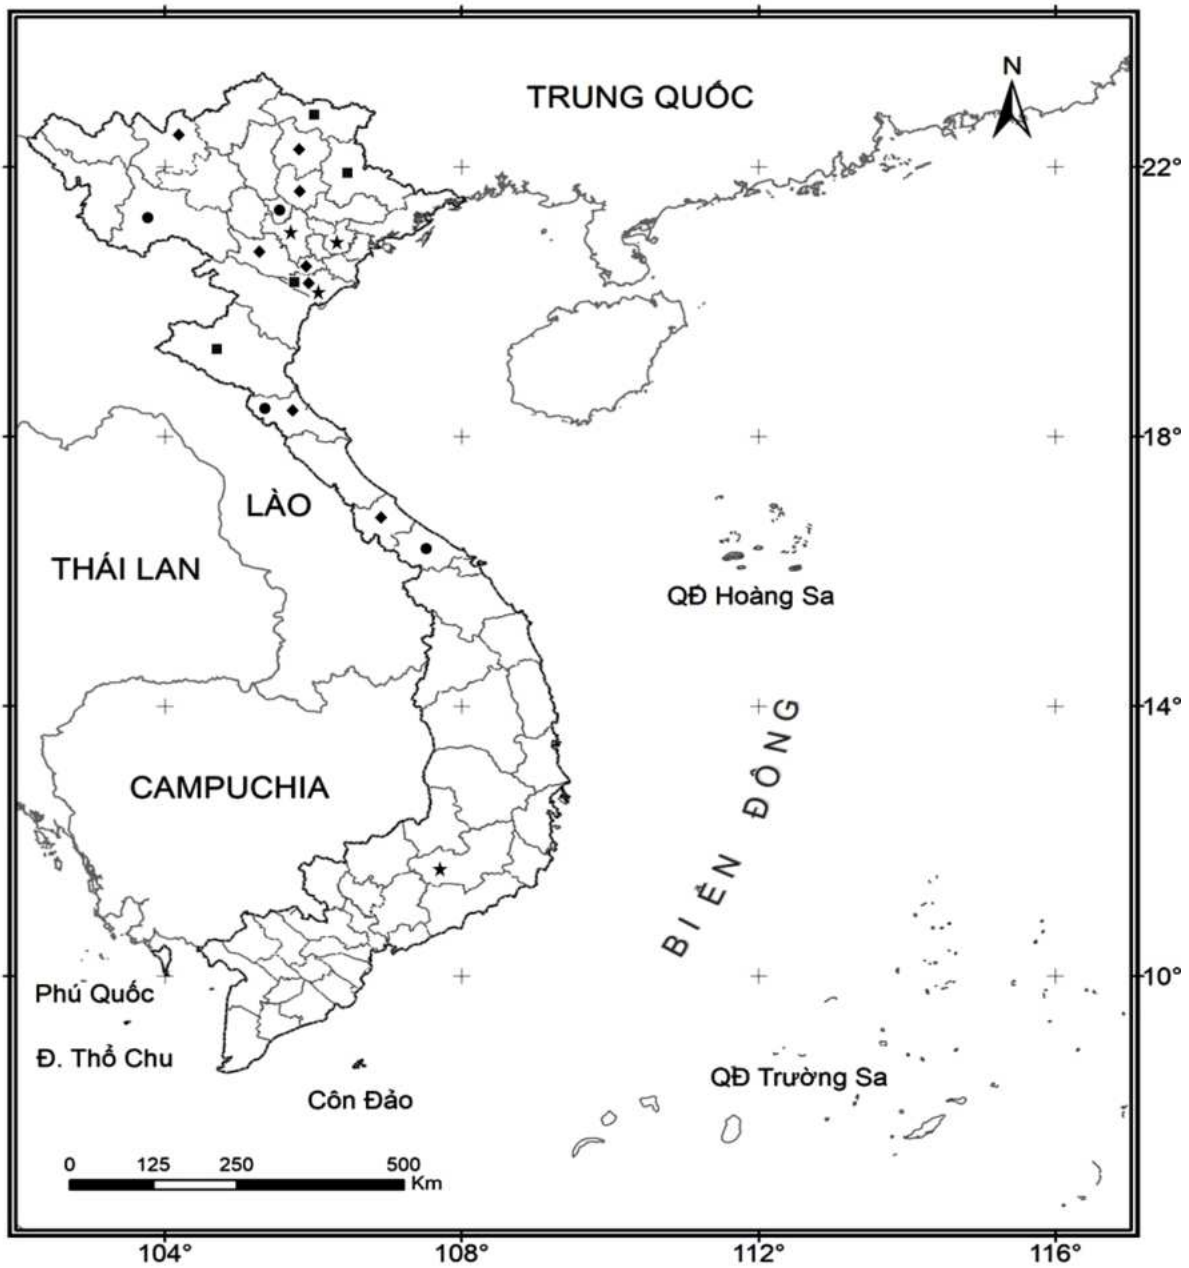 TRUNG QUỐC
N
22°
18°
LÀO
THÁI LAN
QĐ Hoàng Sa
14°
CAMPUCHIA
BIỂN ĐÔNG
10°
Phú Quốc
Đ. Thổ Chu
QĐ Trường Sa
Côn Đảo
0 125 250 500
Km
104° 108° 112° 116°